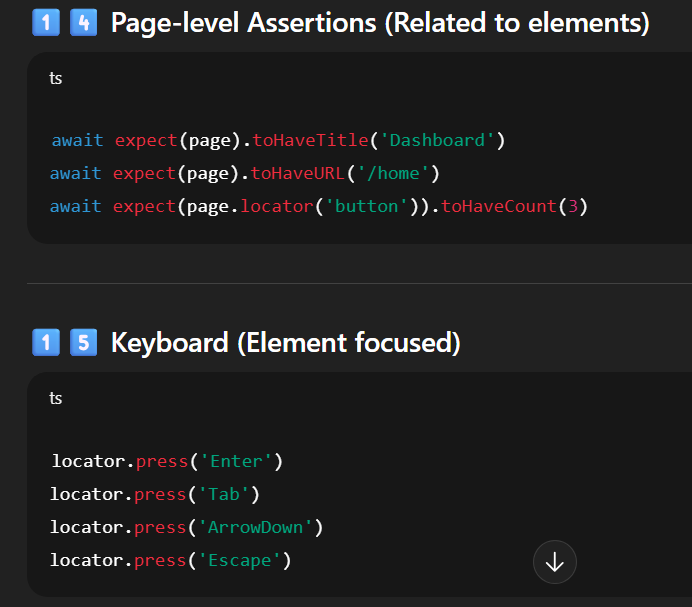 1️⃣ 4️⃣ Page-level Assertions (Related to elements)
ts
await expect(page).toHaveTitle('Dashboard')
await expect(page).toHaveURL('/home')
await expect(page.locator('button')).toHaveCount(3)
1️⃣ 5️⃣ Keyboard (Element focused)
ts
locator.press('Enter')
locator.press('Tab')
locator.press('ArrowDown')
locator.press('Escape')